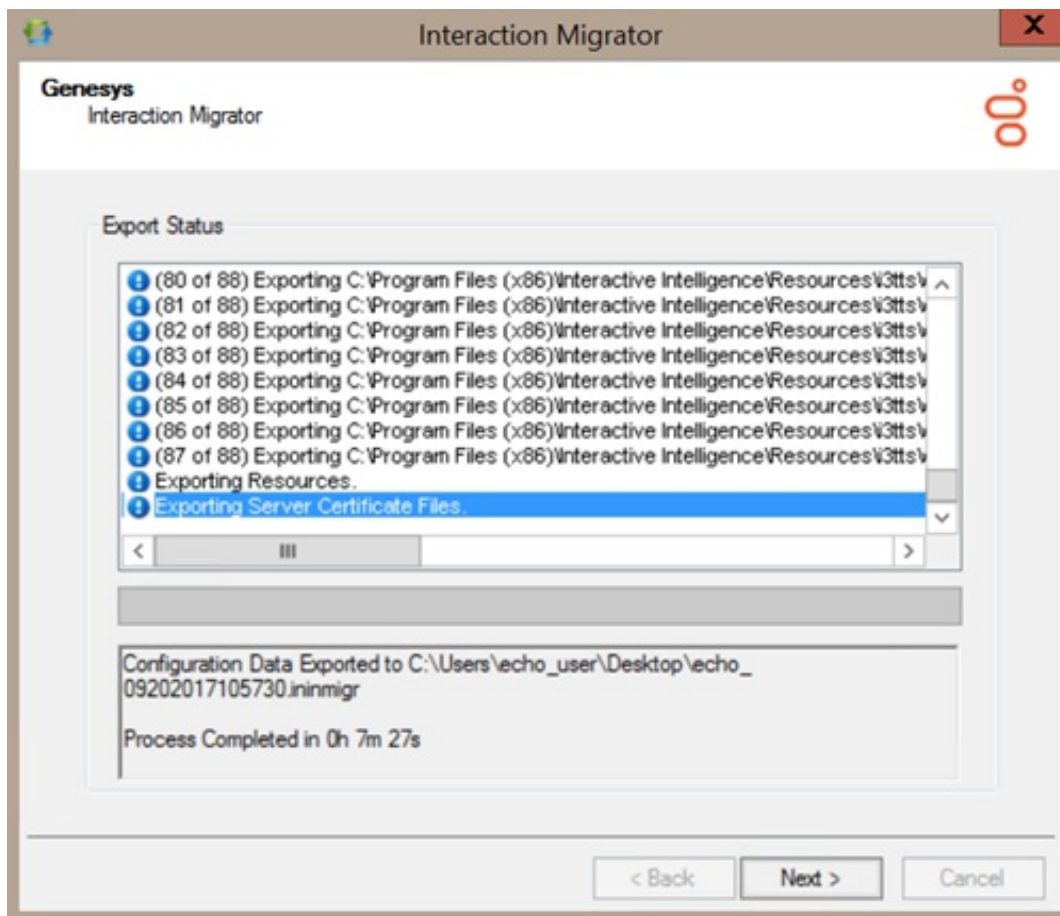 Interaction Migrator
X
Genesys
Interaction Migrator
Export Status
(80 of 88) Exporting C:\Program Files (x86)\Interactive Intelligence\Resources\i3tts\
(81 of 88) Exporting C:\Program Files (x86)\Interactive Intelligence\Resources\i3tts\
(82 of 88) Exporting C:\Program Files (x86)\Interactive Intelligence\Resources\i3tts\
(83 of 88) Exporting C:\Program Files (x86)\Interactive Intelligence\Resources\i3tts\
(84 of 88) Exporting C:\Program Files (x86)\Interactive Intelligence\Resources\i3tts\
(85 of 88) Exporting C:\Program Files (x86)\Interactive Intelligence\Resources\i3tts\
(86 of 88) Exporting C:\Program Files (x86)\Interactive Intelligence\Resources\i3tts\
(87 of 88) Exporting C:\Program Files (x86)\Interactive Intelligence\Resources\i3tts\
Exporting Resources.
Exporting Server Certificate Files.
Configuration Data Exported to C:\Users\echo_user\Desktop\echo_
09202017105730.ininmigr
Process Completed in 0h 7m 27s
< Back
Next >
Cancel